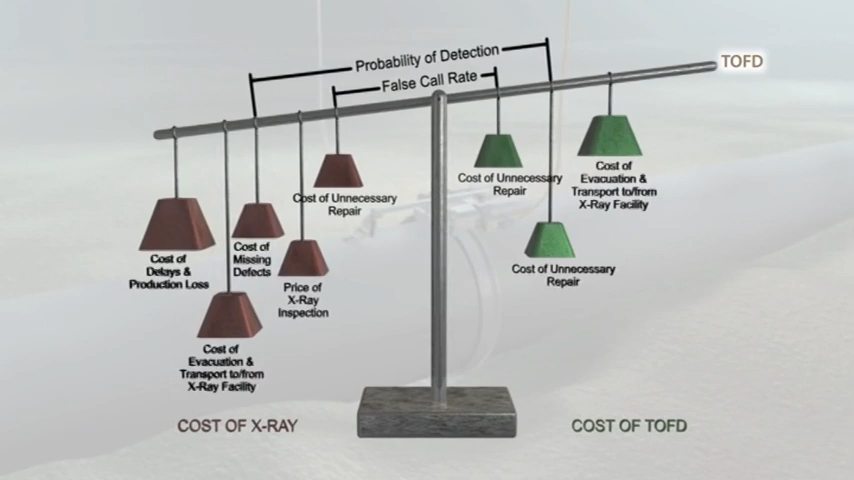 Probability of Detection
TOFD
False Call Rate
Cost of Unnecessary
Repair
Cost of Unnecessary
Repair
Cost of
Evacuation &
Transport to/from
X-Ray Facility
Cost of
Delays &
Production Loss
Cost of
Missing
Defects
Price of
X-Ray
Inspection
Cost of Unnecessary
Repair
Cost of
Evacuation &
Transport to/from
X-Ray Facility
COST OF X-RAY
COST OF TOFD